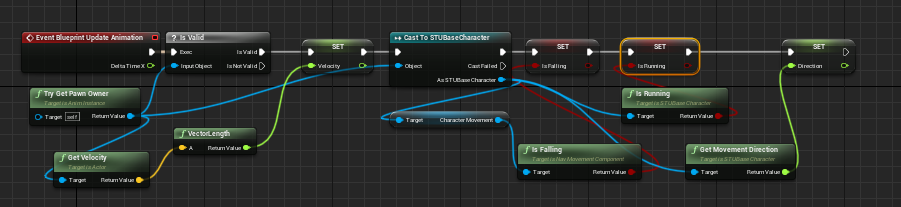 Event Blueprint Update Animation
Delta Time X
Is Valid
Exec
Is Valid
Input Object
Is Not Valid
SET
Velocity
Cast To STUBaseCharacter
Cast Failed
Object
As STUBase Character
SET
Is Falling
SET
Is Running
SET
Direction
Try Get Pawn Owner
Target is Anim Instance
Target
self
Return Value
VectorLength
A
Return Value
Get Velocity
Target is Actor
Target
Return Value
Target
Character Movement
Is Running
Target is STUBase Character
Target
Return Value
Is Falling
Target is Nav Movement Component
Target
Return Value
Get Movement Direction
Target is STUBase Character
Target
Return Value